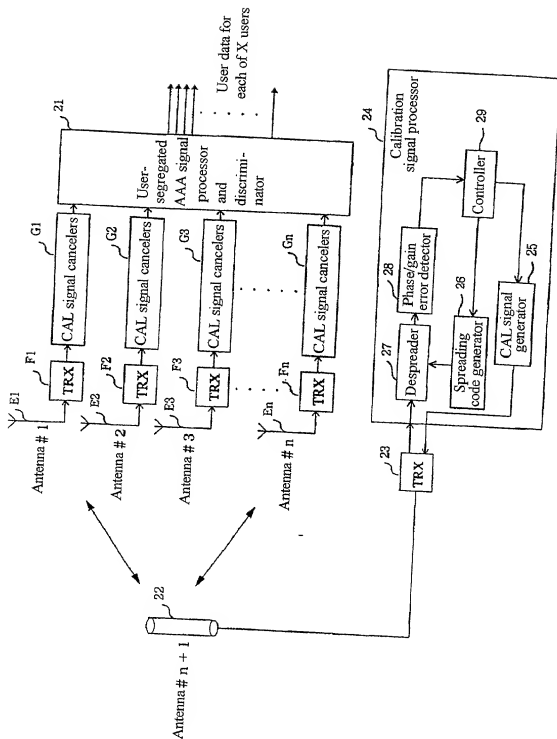 E1
Antenna # 1
F1
TRX
G1
CAL signal cancelers
E2
Antenna # 2
F2
TRX
G2
CAL signal cancelers
E3
Antenna # 3
F3
TRX
G3
CAL signal cancelers
En
Antenna # n
Fn
TRX
Gn
CAL signal cancelers
21
User-
segregated
AAA signal
processor
and
discrimi-
nator
User data for
each of X users
22
Antenna # n + 1
23
TRX
24
Calibration
signal processor
27
Despreader
28
Phase/gain
error detector
26
Spreading
code generator
29
Controller
25
CAL signal
generator